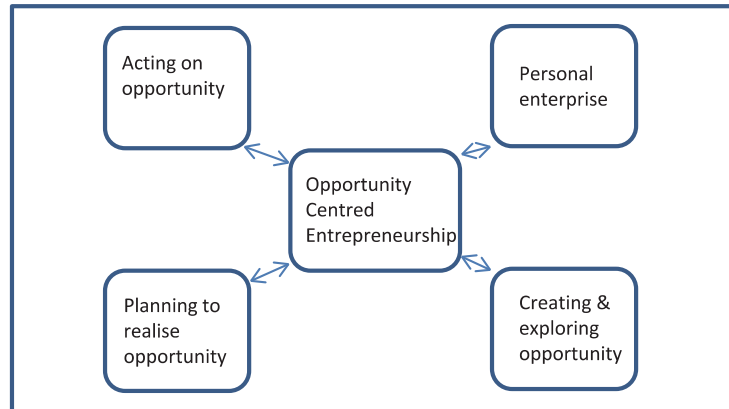 Acting on
opportunity
Personal
enterprise
Opportunity
Centred
Entrepreneurship
Planning to
realise
opportunity
Creating &
exploring
opportunity